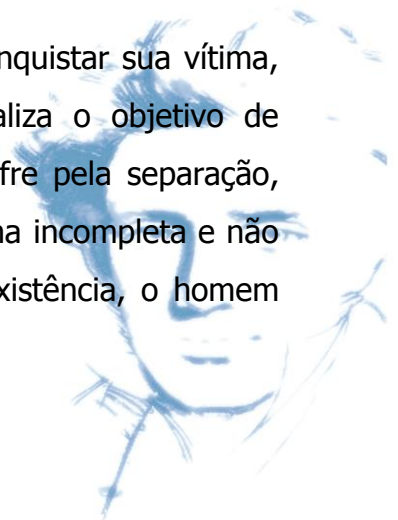 nquistar sua vítima,
aliza o objetivo de
fre pela separação,
na incompleta e não
xistência, o homem